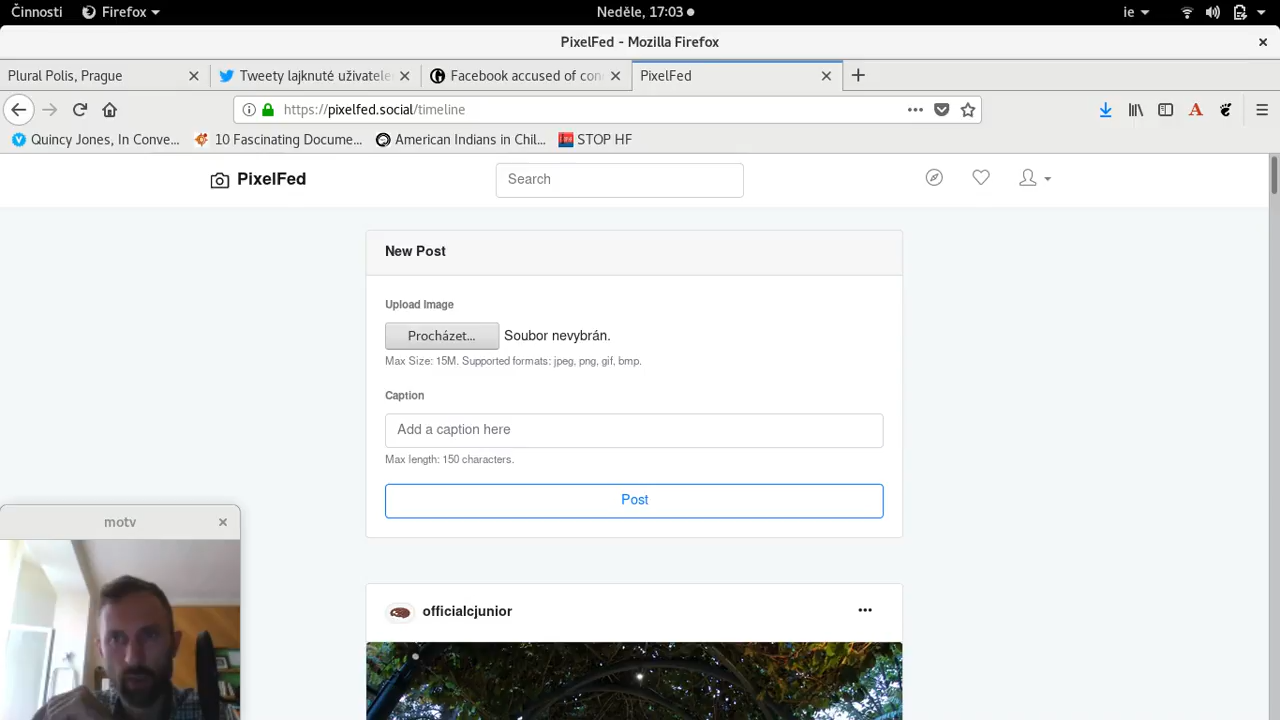 Činnosti Firefox Neděle, 17:03 ie
PixelFed - Mozilla Firefox
Plural Polis, Prague Tweety lajknuté uživatele Facebook accused of con PixelFed
https://pixelfed.social/timeline
Quincy Jones, In Conve... 10 Fascinating Docume... American Indians in Chil... STOP HF
PixelFed Search
New Post
Upload Image
Procházet... Soubor nevybrán.
Max Size: 15M. Supported formats: jpeg, png, gif, bmp.
Caption
Add a caption here
Max length: 150 characters.
Post
motv
officialcjunior